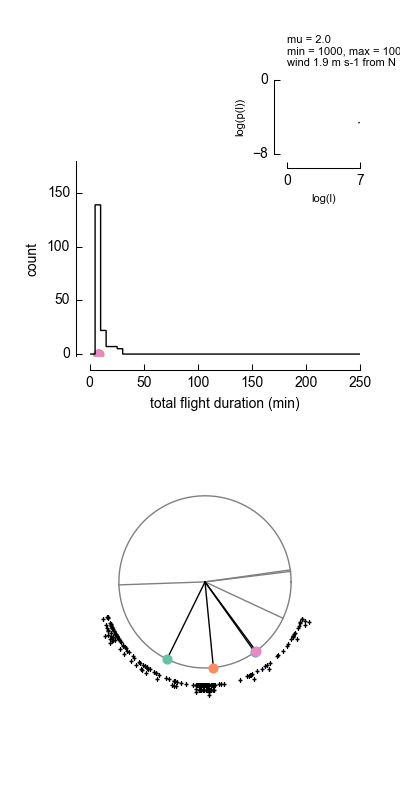 mu = 2.0
min = 1000, max = 100
wind 1.9 m s-1 from N
0
log(p(l))
−8
0 7
log(l)
150
100
50
0
count
0 50 100 150 200 250
total flight duration (min)